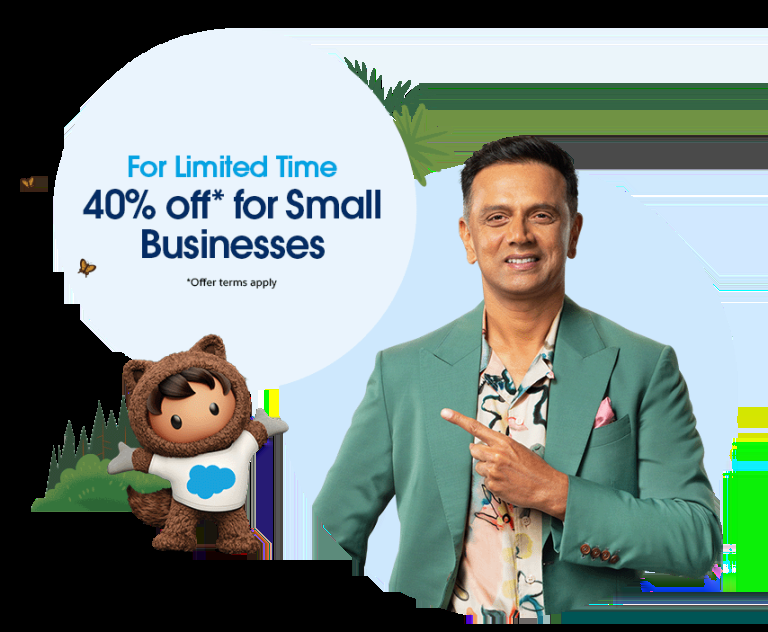 For Limited Time
40% off* for Small
Businesses
*Offer terms apply